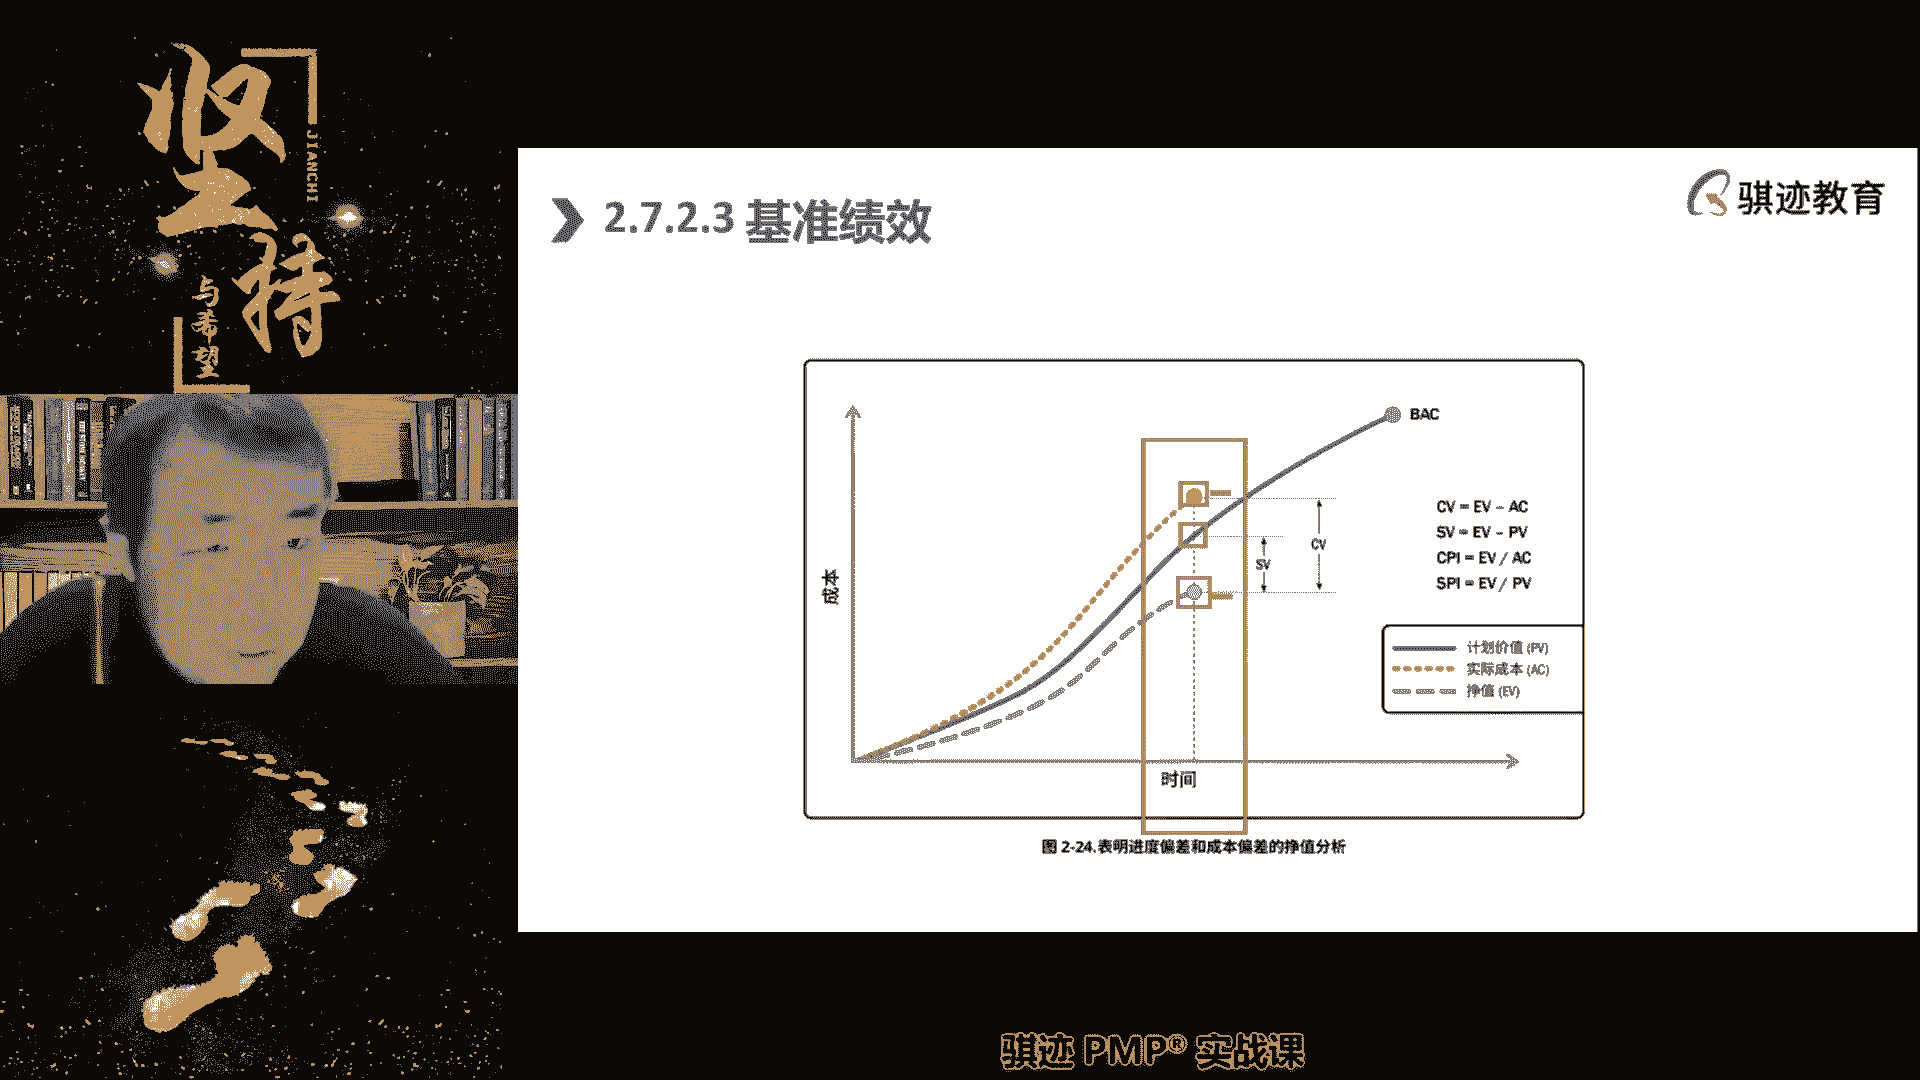 坚持
JIANCHI
与希望
骐迹教育
2.7.2.3 基准绩效
BAC
CV = EV – AC
SV = EV – PV
CPI = EV / AC
SPI = EV / PV
CV
SV
成本
计划价值 (PV)
实际成本 (AC)
挣值 (EV)
时间
图 2-24.表明进度偏差和成本偏差的挣值分析
骐迹 PMP® 实战课